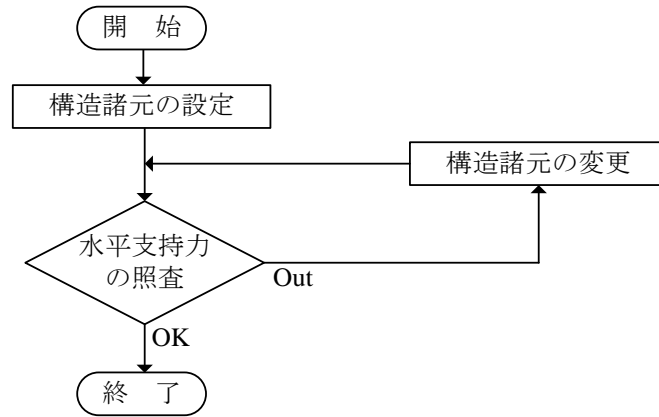 開　始
構造諸元の設定
構造諸元の変更
水平支持力
の照査
Out
OK
終　了